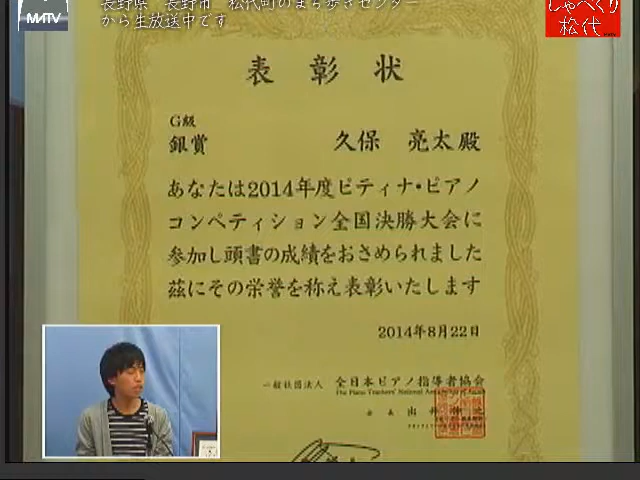 MATV
長野県 長野市 松代町のまち歩きセンター
から生放送中です
しゃべくり
松代
表彰状
G級
銀賞 久保 亮太殿
あなたは2014年度ピティナ・ピアノ
コンペティション全国決勝大会に
参加し頭書の成績をおさめられました
茲にその栄誉を称え表彰いたします
2014年8月22日
一般社団法人 全日本ピアノ指導者協会
The Piano Teachers' National Association of Japan
会長